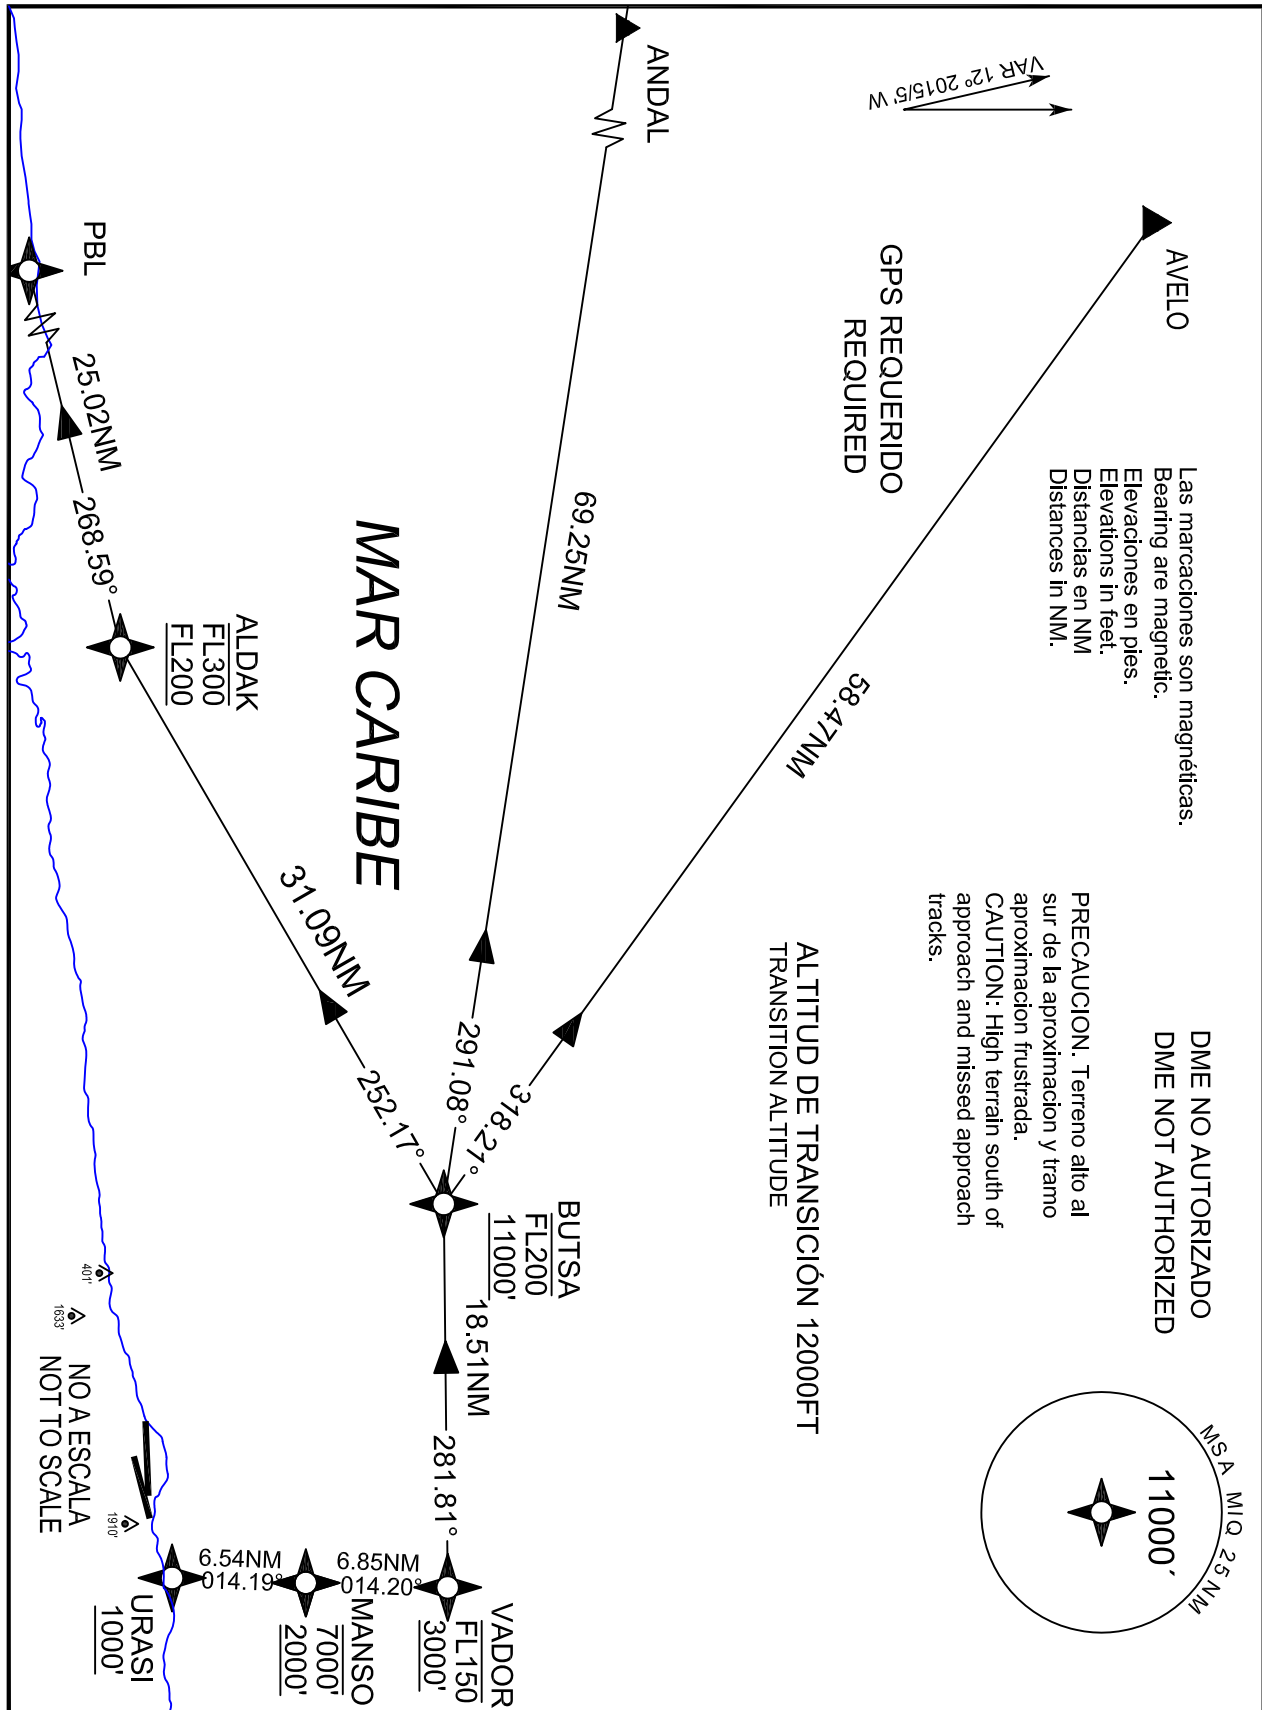 VAR 12° 2015/5' W
AVELO
Las marcaciones son magnéticas.
Bearing are magnetic.
Elevaciones en pies.
Elevations in feet.
Distancias en NM
Distances in NM.
DME NO AUTORIZADO
DME NOT AUTHORIZED
MSA MIQ 25 NM
11000´
PRECAUCION. Terreno alto al
sur de la aproximacion y tramo
aproximacion frustrada.
CAUTION: High terrain south of
approach and missed approach
tracks.
GPS REQUERIDO
REQUIRED
58.47NM
ALTITUD DE TRANSICIÓN 12000FT
TRANSITION ALTITUDE
ANDAL
69.25NM
318.21°
291.08°
BUTSA
FL200
11000'
18.51NM
281.81°
VADOR
FL150
3000'
MAR CARIBE
31.09NM
252.17°
6.85NM
014.20°
MANSO
7000'
2000'
ALDAK
FL300
FL200
6.54NM
014.19°
URASI
1000'
PBL
25.02NM
268.59°
401'
1633'
1910'
NO A ESCALA
NOT TO SCALE